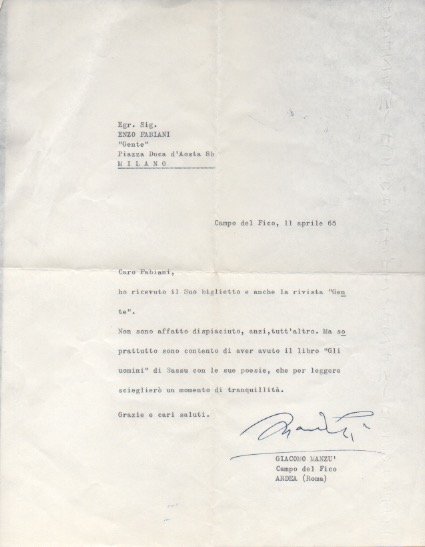 Egr. Sig.
ENZO FABIANI
"Gente"
Piazza Duca d'Aosta 8b
MILANO
Campo del Fico, 11 aprile 68
Caro Fabiani,
ho ricevuto il Suo biglietto e anche la rivista "Gen
te".
Non sono affatto dispiaciuto, anzi,tutt'altro. Ma so
prattutto sono contento di aver avuto il libro "Gli
uomini" di Sassu con le sue poesie, che per leggere
sceglierò un momento di tranquillità.
Grazie e cari saluti.
Manzù
GIACOMO MANZU'
Campo del Fico
ARDEA (Roma)